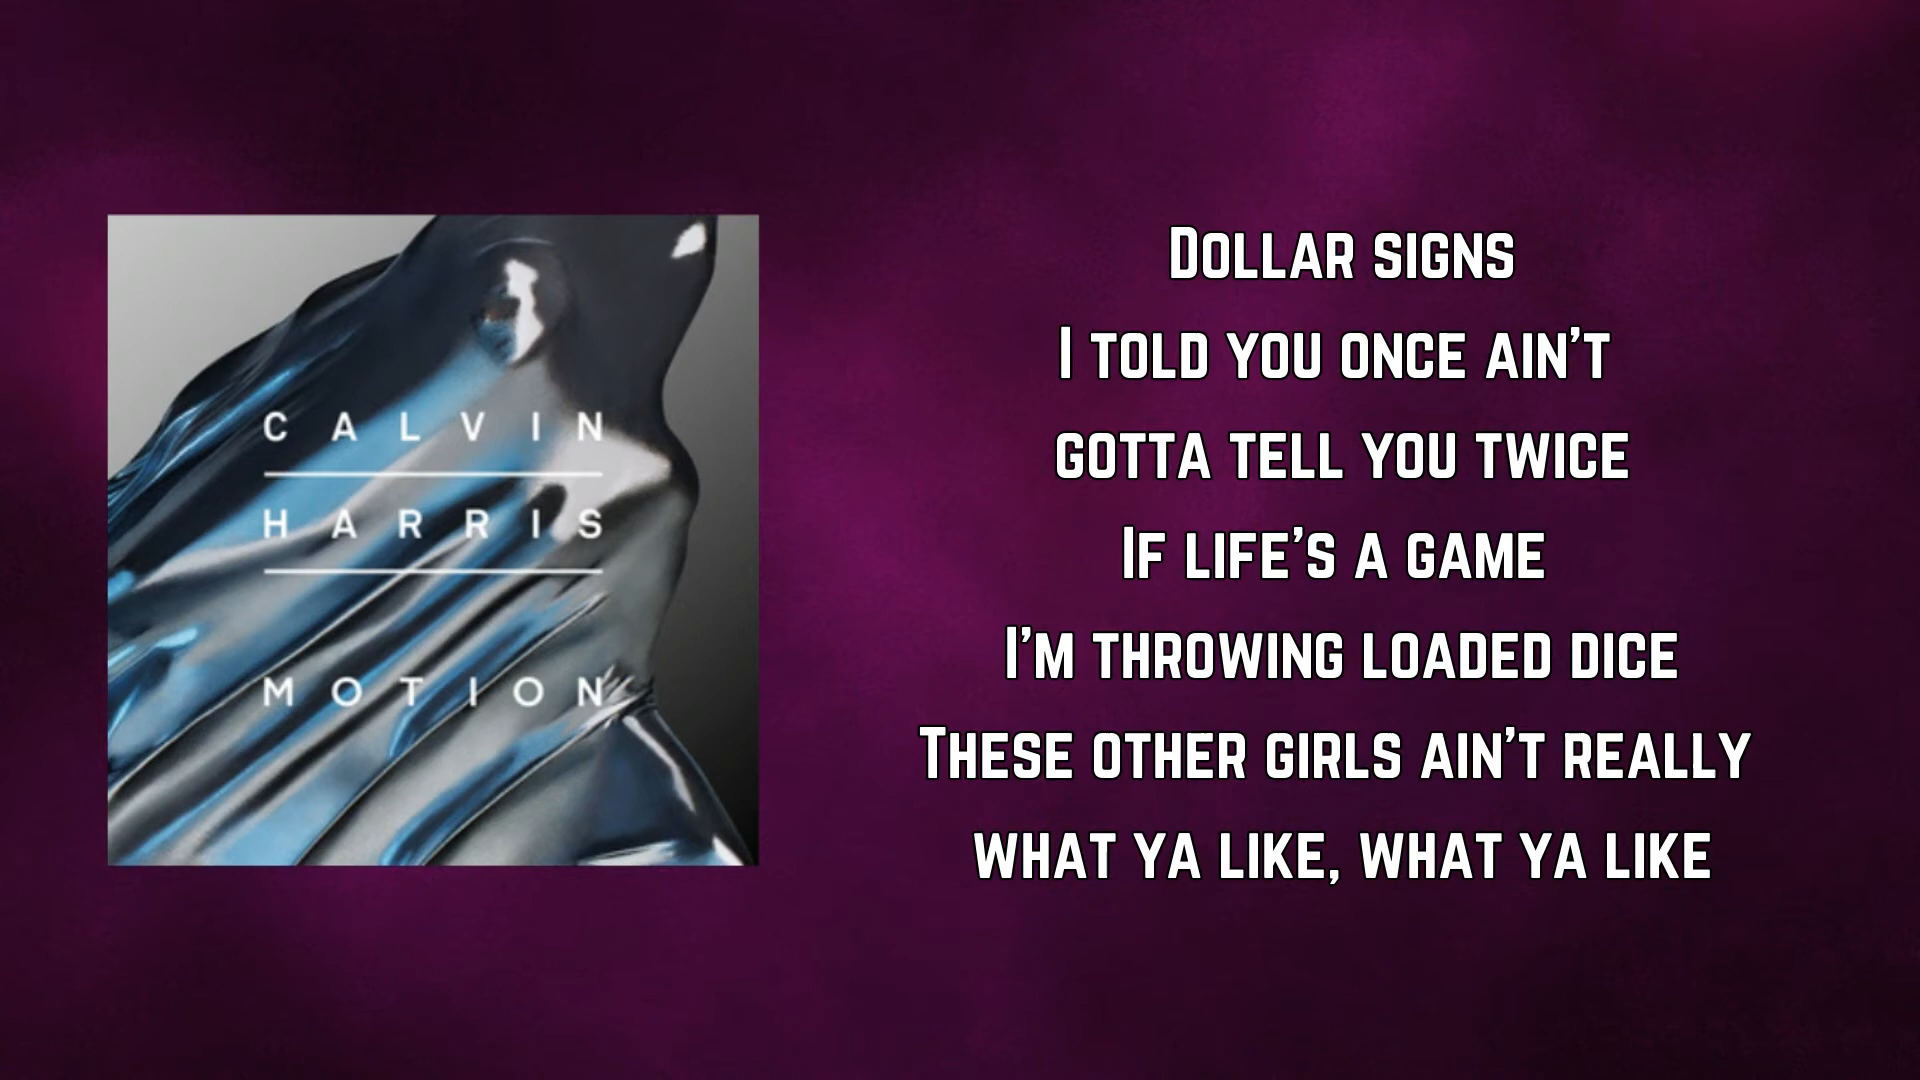 CALVIN
HARRIS
MOTION
Dollar signs
I told you once ain't
gotta tell you twice
If life's a game
I'm throwing loaded dice
These other girls ain't really
what ya like, what ya like